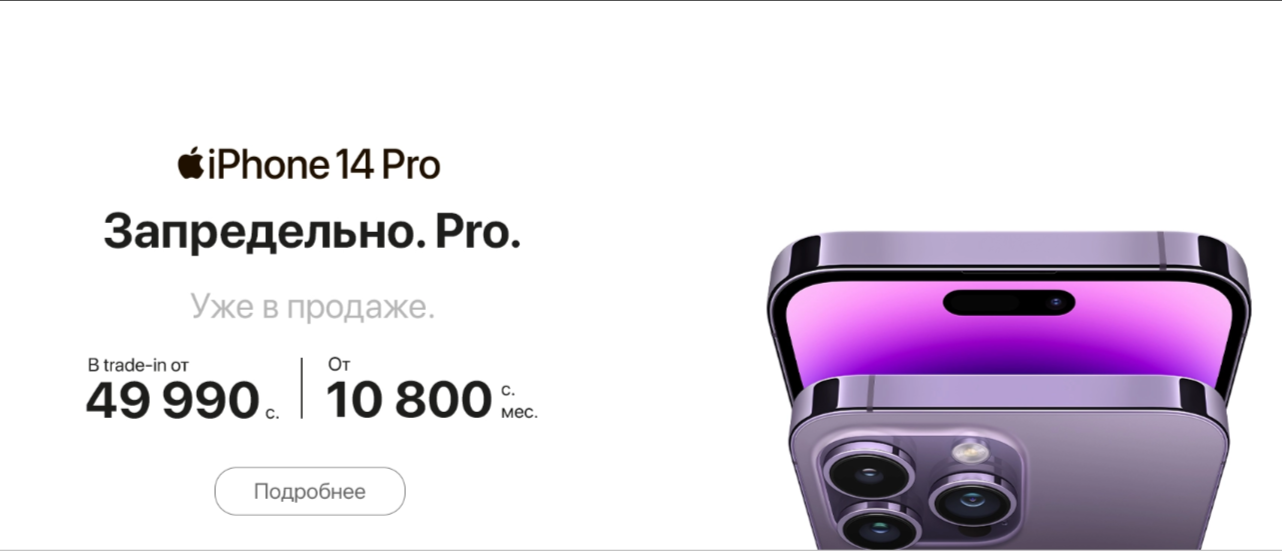 iPhone 14 Pro
Запредельно. Pro.
Уже в продаже.
В trade-in от
49 990 с.
От
10 800 с.
мес.
Подробнее